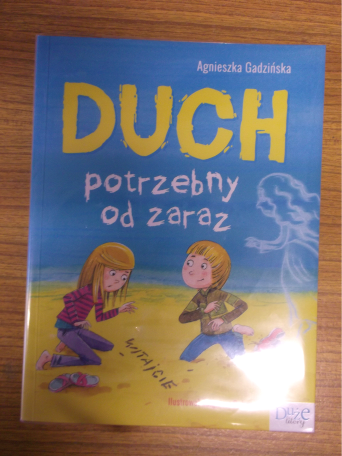 Agnieszka Gadzińska
DUCH
potrzebny
od zaraz
WITAJCIE
Duże
litery